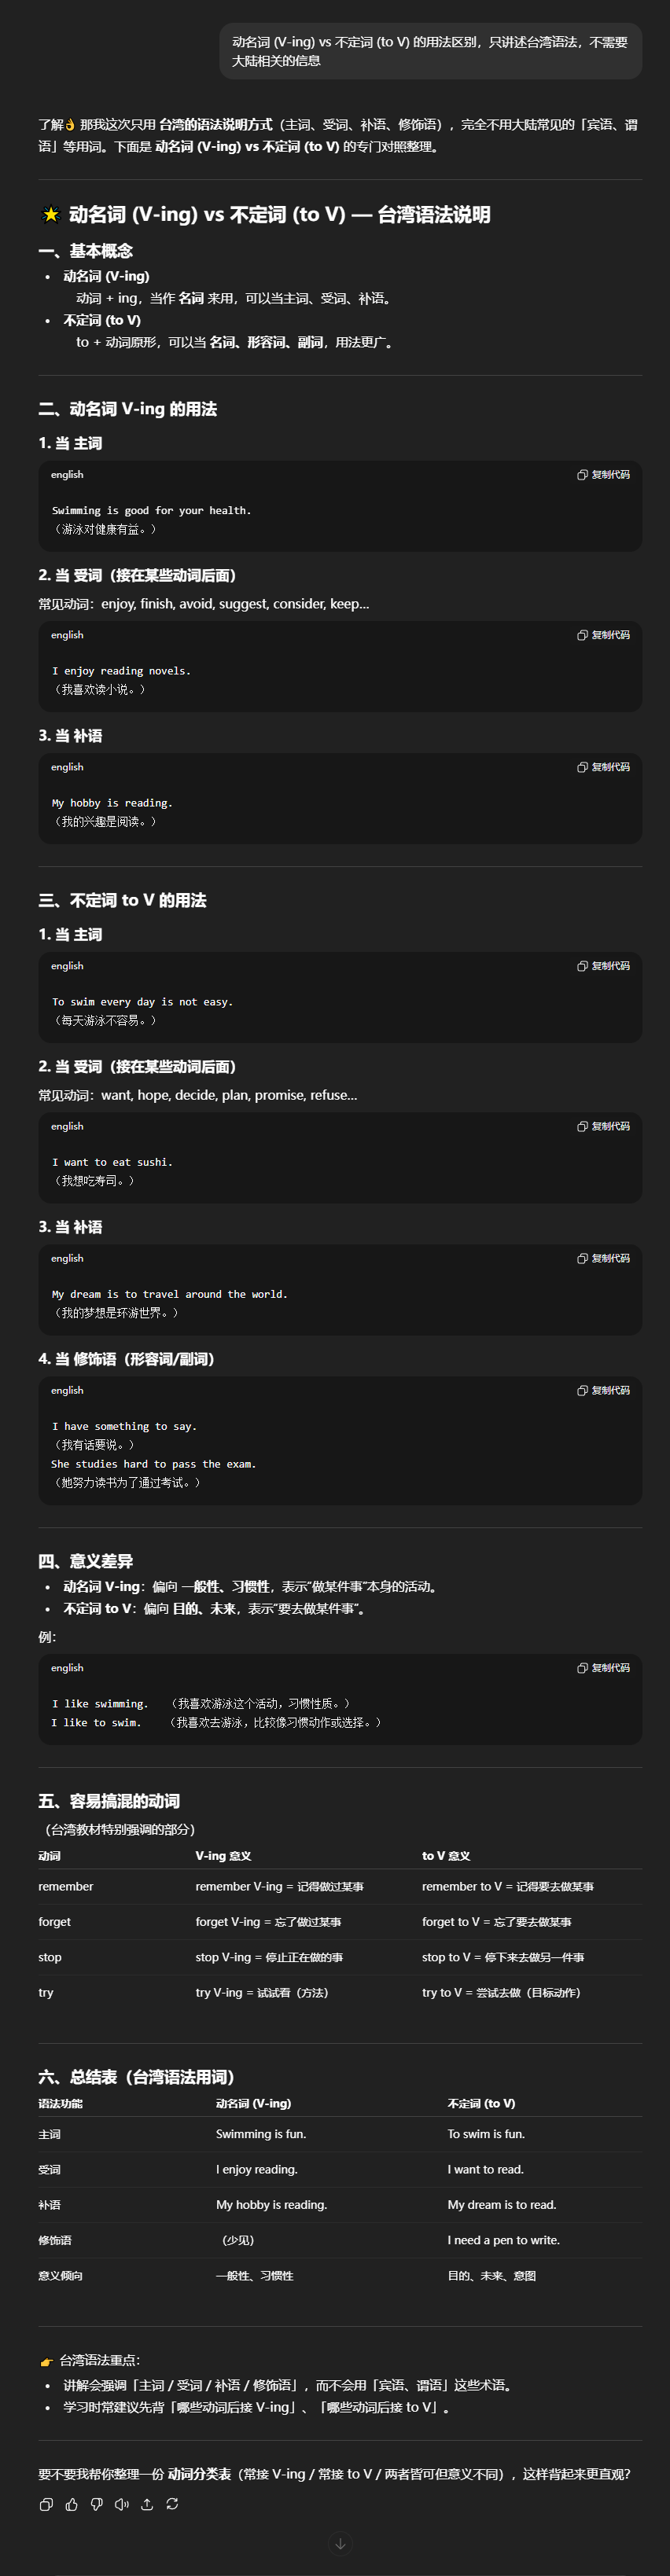 动名词 (V-ing) vs 不定词 (to V) 的用法区别，只讲述台湾语法，不需要
大陆相关的信息
了解👌 那我这次只用 台湾的语法说明方式（主词、受词、补语、修饰语），完全不用大陆常见的「宾语、谓
语」等用词。下面是 动名词 (V-ing) vs 不定词 (to V) 的专门对照整理。
🌟 动名词 (V-ing) vs 不定词 (to V) — 台湾语法说明
一、基本概念
• 动名词 (V-ing)
动词 + ing，当作 名词 来用，可以当主词、受词、补语。
• 不定词 (to V)
to + 动词原形，可以当 名词、形容词、副词，用法更广。
二、动名词 V-ing 的用法
1. 当 主词
english 复制代码
Swimming is good for your health.
（游泳对健康有益。）
2. 当 受词（接在某些动词后面）
常见动词：enjoy, finish, avoid, suggest, consider, keep...
english 复制代码
I enjoy reading novels.
（我喜欢读小说。）
3. 当 补语
english 复制代码
My hobby is reading.
（我的兴趣是阅读。）
三、不定词 to V 的用法
1. 当 主词
english 复制代码
To swim every day is not easy.
（每天游泳不容易。）
2. 当 受词（接在某些动词后面）
常见动词：want, hope, decide, plan, promise, refuse...
english 复制代码
I want to eat sushi.
（我想吃寿司。）
3. 当 补语
english 复制代码
My dream is to travel around the world.
（我的梦想是环游世界。）
4. 当 修饰语（形容词/副词）
english 复制代码
I have something to say.
（我有话要说。）
She studies hard to pass the exam.
（她努力读书为了通过考试。）
四、意义差异
• 动名词 V-ing：偏向 一般性、习惯性，表示“做某件事”本身的活动。
• 不定词 to V：偏向 目的、未来，表示“要去做某件事”。
例：
english 复制代码
I like swimming. （我喜欢游泳这个活动，习惯性质。）
I like to swim. （我喜欢去游泳，比较像习惯动作或选择。）
五、容易搞混的动词
（台湾教材特别强调的部分）
动词 V-ing 意义 to V 意义
remember remember V-ing = 记得做过某事 remember to V = 记得要去做某事
forget forget V-ing = 忘了做过某事 forget to V = 忘了要去做某事
stop stop V-ing = 停止正在做的事 stop to V = 停下来去做另一件事
try try V-ing = 试试看（方法） try to V = 尝试去做（目标动作）
六、总结表（台湾语法用词）
语法功能 动名词 (V-ing) 不定词 (to V)
主词 Swimming is fun. To swim is fun.
受词 I enjoy reading. I want to read.
补语 My hobby is reading. My dream is to read.
修饰语 （少见） I need a pen to write.
意义倾向 一般性、习惯性 目的、未来、意图
👉 台湾语法重点：
• 讲解会强调「主词 / 受词 / 补语 / 修饰语」，而不会用「宾语、谓语」这些术语。
• 学习时常建议先背「哪些动词后接 V-ing」、「哪些动词后接 to V」。
要不要我帮你整理一份 动词分类表（常接 V-ing / 常接 to V / 两者皆可但意义不同），这样背起来更直观？